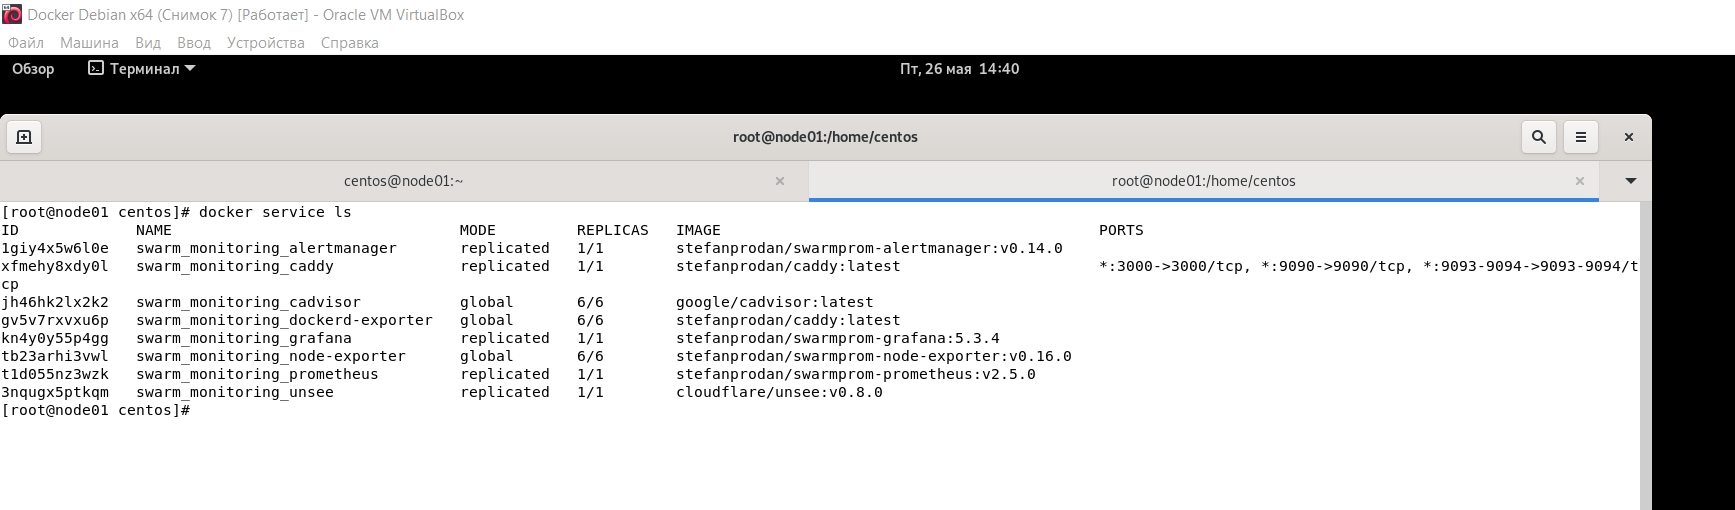 Docker Debian x64 (Снимок 7) [Работает] - Oracle VM VirtualBox
Файл Машина Вид Ввод Устройства Справка
Обзор Терминал Пт, 26 мая 14:40
root@node01:/home/centos
centos@node01:~ root@node01:/home/centos
[root@node01 centos]# docker service ls
ID NAME MODE REPLICAS IMAGE PORTS
1giy4x5w6l0e swarm_monitoring_alertmanager replicated 1/1 stefanprodan/swarmprom-alertmanager:v0.14.0
xfmehy8xdy0l swarm_monitoring_caddy replicated 1/1 stefanprodan/caddy:latest *:3000->3000/tcp, *:9090->9090/tcp, *:9093-9094->9093-9094/t
cp
jh46hk2lx2k2 swarm_monitoring_cadvisor global 6/6 google/cadvisor:latest
gv5v7rxvxu6p swarm_monitoring_dockerd-exporter global 6/6 stefanprodan/caddy:latest
kn4y0y55p4gg swarm_monitoring_grafana replicated 1/1 stefanprodan/swarmprom-grafana:5.3.4
tb23arhi3vwl swarm_monitoring_node-exporter global 6/6 stefanprodan/swarmprom-node-exporter:v0.16.0
t1d055nz3wzk swarm_monitoring_prometheus replicated 1/1 stefanprodan/swarmprom-prometheus:v2.5.0
3nqugx5ptkqm swarm_monitoring_unsee replicated 1/1 cloudflare/unsee:v0.8.0
[root@node01 centos]#